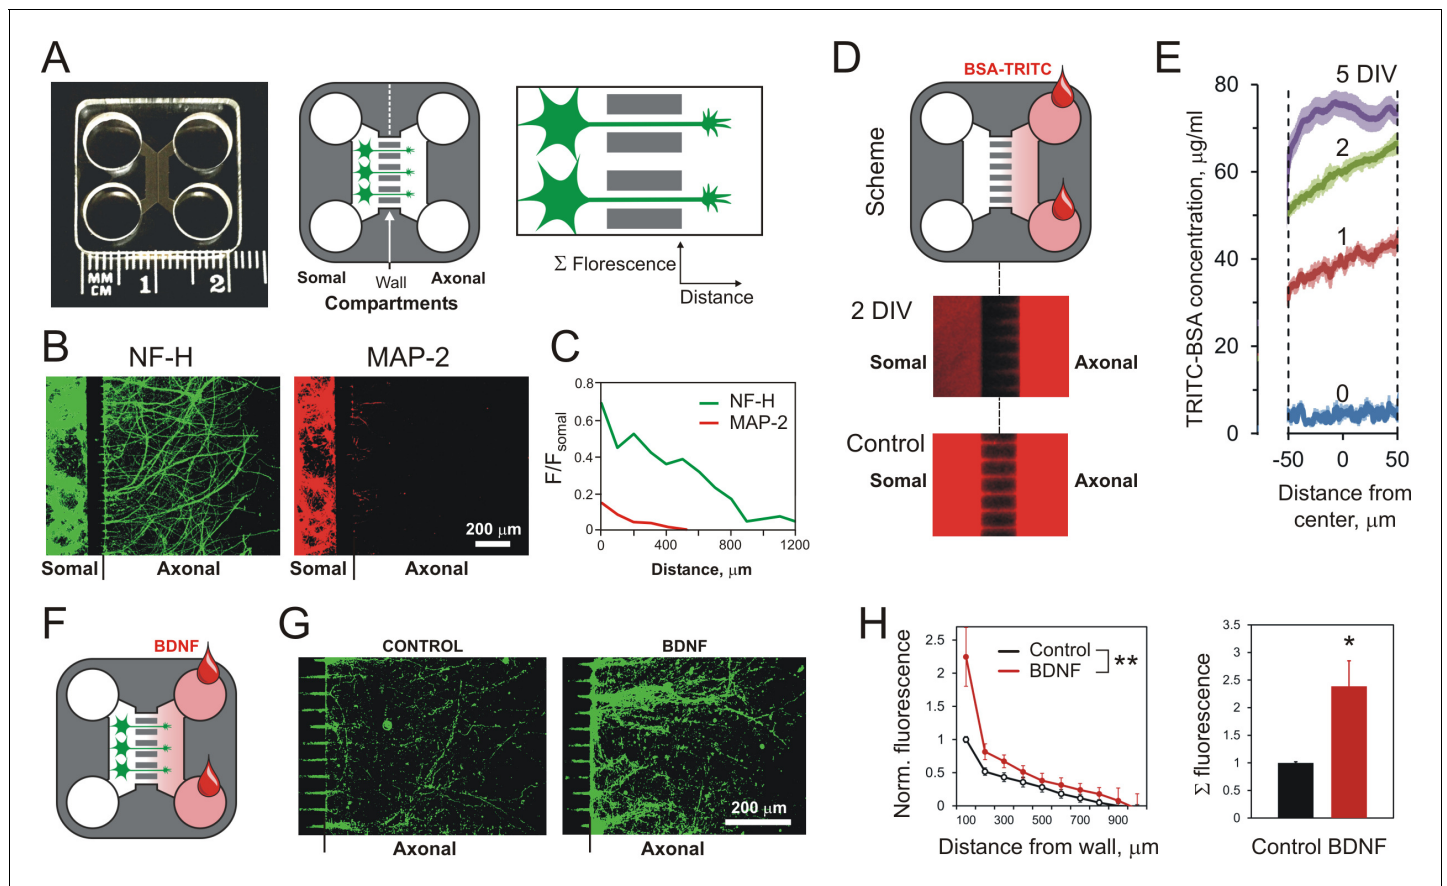 A
MM
CM
1
2
Somal
Wall
Axonal
Compartments
Σ Florescence
Distance
B
NF-H
MAP-2
200 µm
Somal
Axonal
Somal
Axonal
C
0.8
0.6
0.4
0.2
0
NF-H
MAP-2
F/Fsomal
0
400
800
1200
Distance, µm
D
BSA-TRITC
Scheme
2 DIV
Somal
Axonal
Control
Somal
Axonal
E
5 DIV
2
1
0
80
60
40
20
0
TRITC-BSA concentration, µg/ml
-50
0
50
Distance from
center, µm
F
BDNF
G
CONTROL
BDNF
200 µm
Axonal
Axonal
H
Norm. fluorescence
2.5
2
1
0.5
0
Control
BDNF
**
100
300
500
700
900
Distance from wall, µm
Σ fluorescence
3.5
3
2.5
2
1
0.5
0
*
Control BDNF